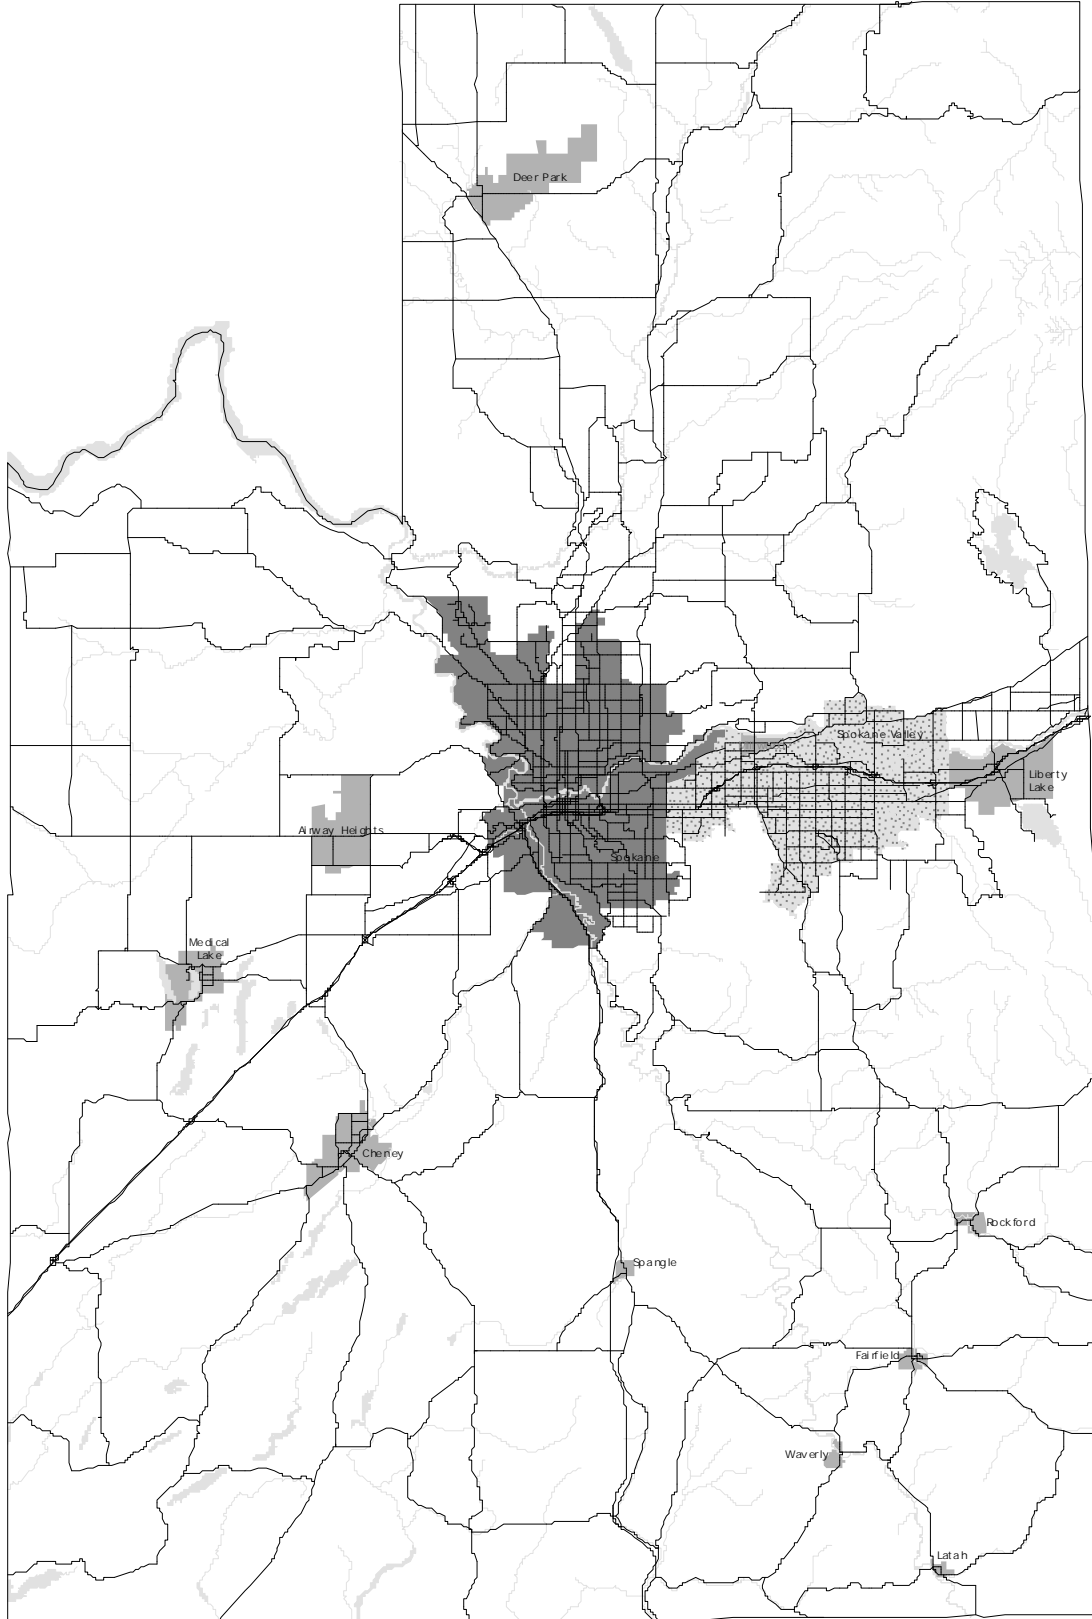 Deer Park
Spokane Valley
Liberty
Lake
Airway Heights
Spokane
Medical
Lake
Cheney
Rockford
Spangle
Fairfield
Waverly
Latah